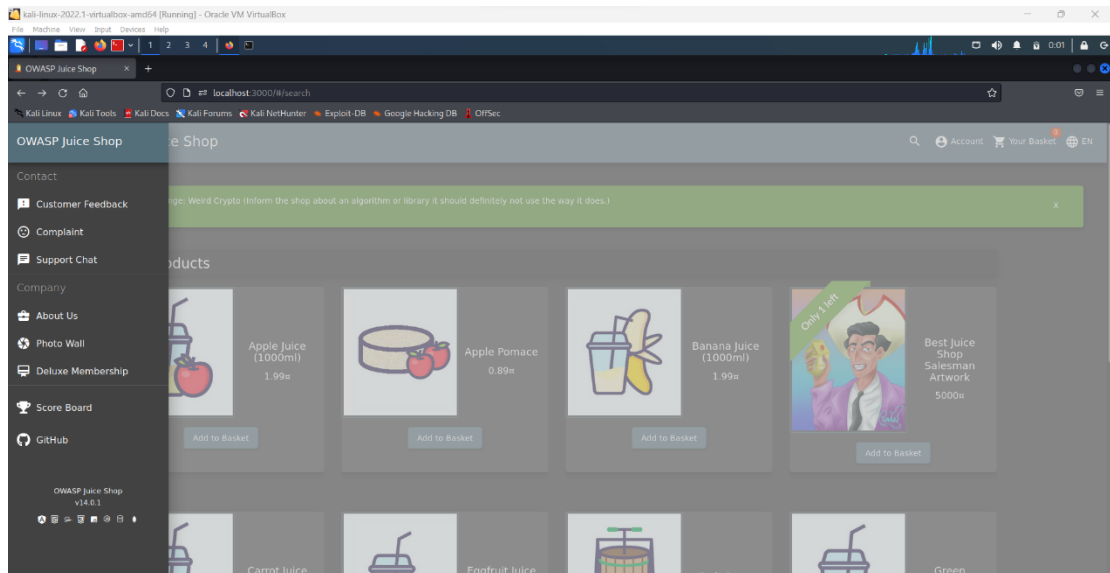 kali-linux-2022.1-virtualbox-amd64 [Running] - Oracle VM VirtualBox
File Machine View Input Devices Help
1 2 3 4
0:01
OWASP Juice Shop
localhost:3000/#/search
Kali Linux Kali Tools Kali Docs Kali Forums Kali NetHunter Exploit-DB Google Hacking DB OffSec
OWASP Juice Shop
e Shop
Account Your Basket 0 EN
Contact
Customer Feedback
nge: Weird Crypto (Inform the shop about an algorithm or library it should definitely not use the way it does.)
X
Complaint
Support Chat
oducts
Company
About Us
Photo Wall
Deluxe Membership
Score Board
GitHub
OWASP Juice Shop
v14.0.1
Apple Juice
(1000ml)
1.99¤
Add to Basket
Apple Pomace
0.89¤
Add to Basket
Banana Juice
(1000ml)
1.99¤
Add to Basket
Only 1 left
Best Juice
Shop
Salesman
Artwork
5000¤
Add to Basket
Carrot Juice
Eggfruit Juice
Green